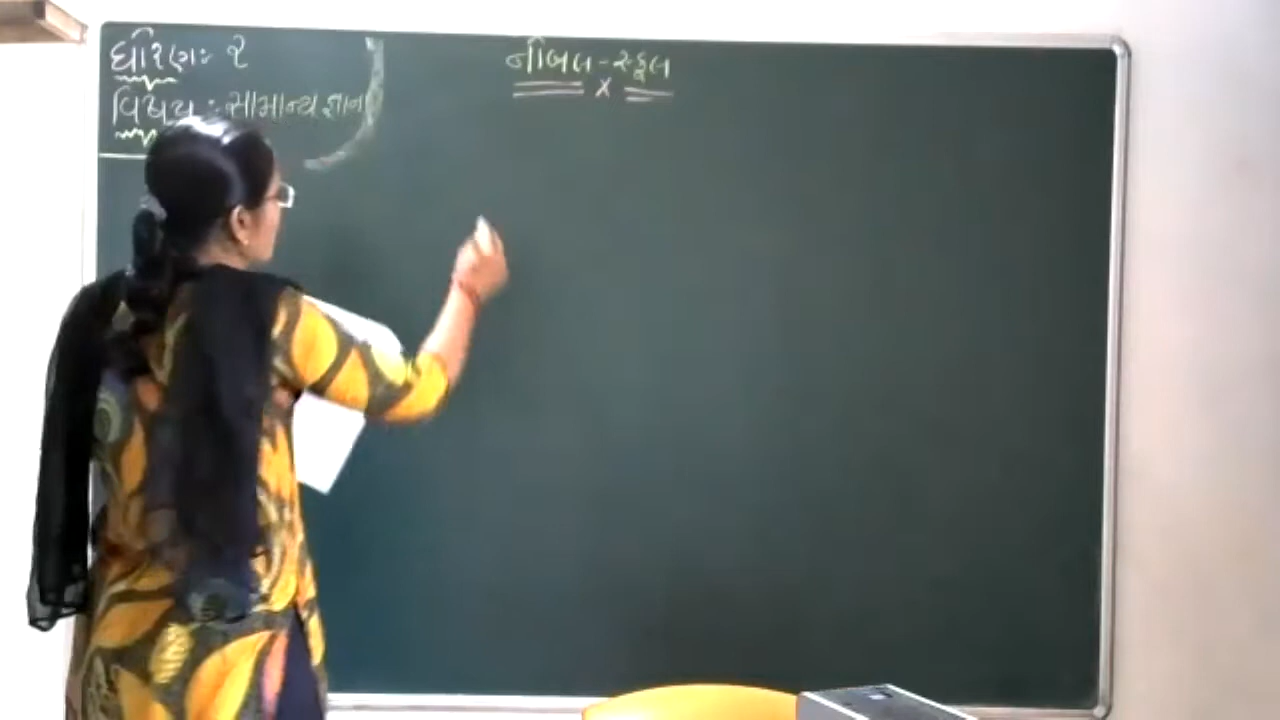 ધોરણઃ ૨
નોબલ - સ્કૂલ
વિષય : સામાન્ય જ્ઞાન